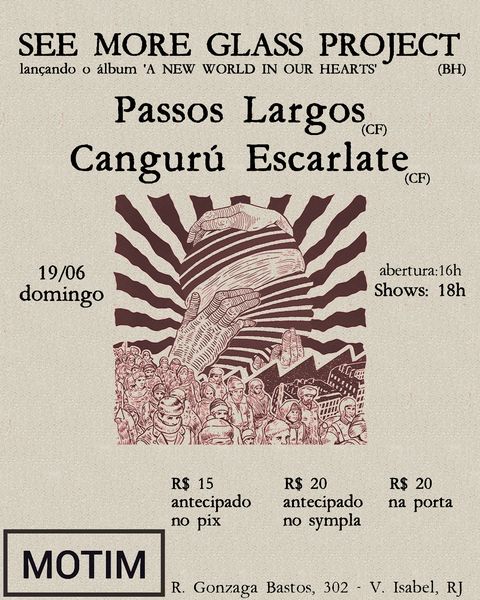 SEE MORE GLASS PROJECT
lançando o álbum 'A NEW WORLD IN OUR HEARTS' (BH)
Passos Largos (CF)
Cangurú Escarlate (CF)
19/06
domingo
abertura:16h
Shows: 18h
R$ 15
antecipado
no pix
R$ 20
antecipado
no sympla
R$ 20
na porta
MOTIM
R. Gonzaga Bastos, 302 - V. Isabel, RJ